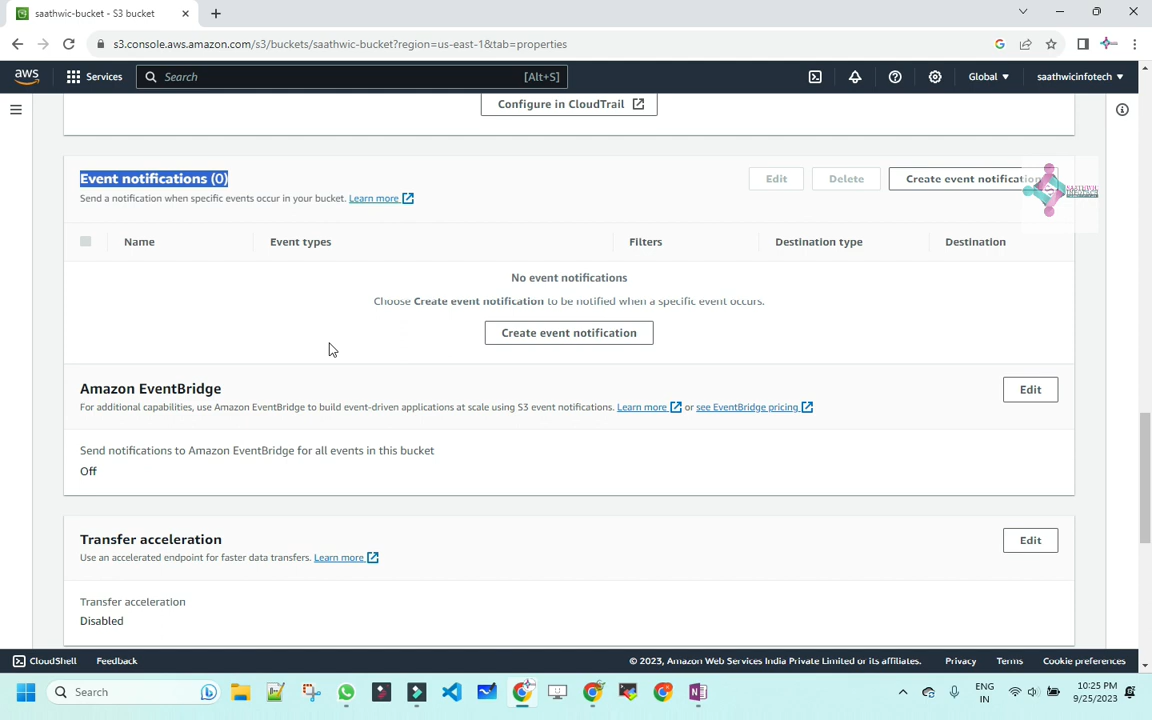 saathwic-bucket - S3 bucket
s3.console.aws.amazon.com/s3/buckets/saathwic-bucket?region=us-east-1&tab=properties
aws
Services
Search
[Alt+S]
Global
saathwicinfotech
Configure in CloudTrail
Event notifications (0)
Send a notification when specific events occur in your bucket. Learn more
Edit
Delete
Create event notification
SAATHWIC
INFOTECH
Name
Event types
Filters
Destination type
Destination
No event notifications
Choose Create event notification to be notified when a specific event occurs.
Create event notification
Amazon EventBridge
For additional capabilities, use Amazon EventBridge to build event-driven applications at scale using S3 event notifications. Learn more or see EventBridge pricing
Edit
Send notifications to Amazon EventBridge for all events in this bucket
Off
Transfer acceleration
Use an accelerated endpoint for faster data transfers. Learn more
Edit
Transfer acceleration
Disabled
CloudShell
Feedback
© 2023, Amazon Web Services India Private Limited or its affiliates.
Privacy
Terms
Cookie preferences
Search
ENG
IN
10:25 PM
9/25/2023